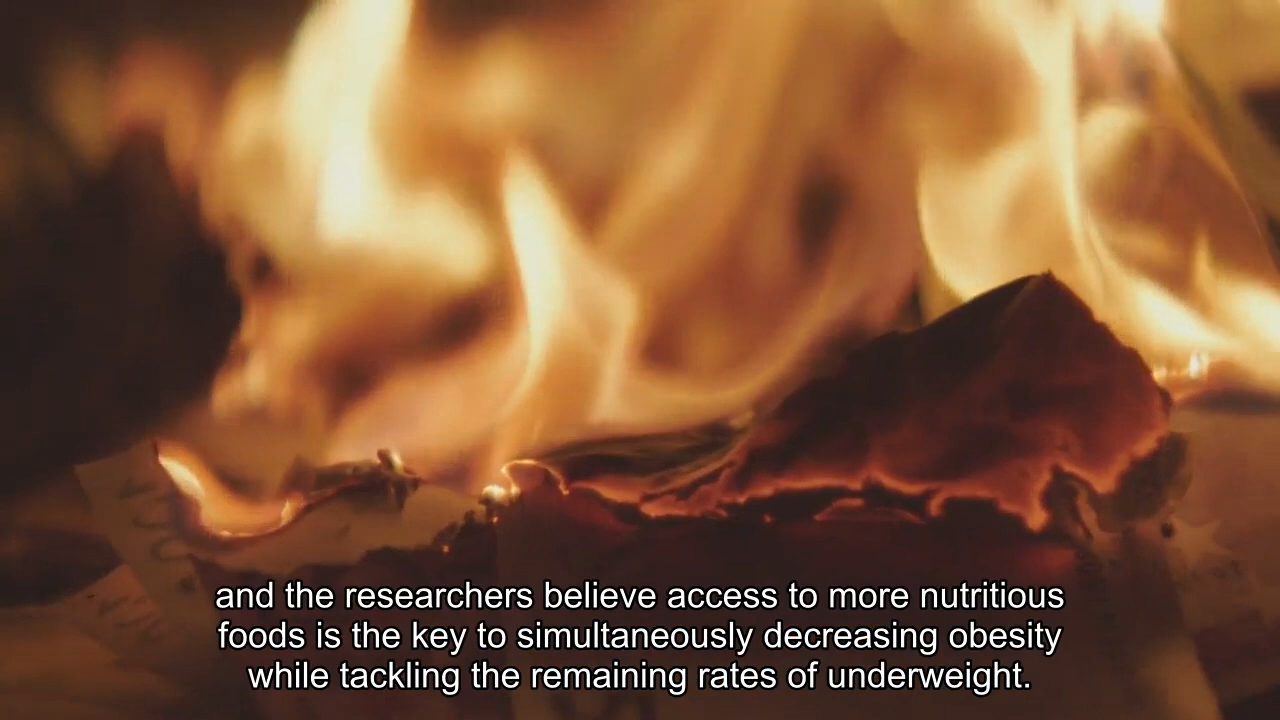 and the researchers believe access to more nutritious
foods is the key to simultaneously decreasing obesity
while tackling the remaining rates of underweight.